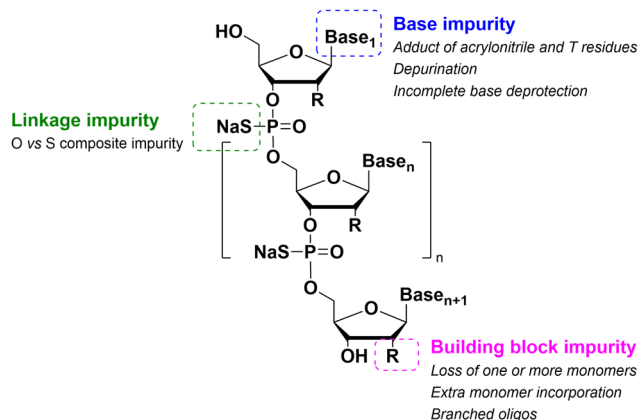 Base impurity
Adduct of acrylonitrile and T residues
Depurination
Incomplete base deprotection
HO
O
Base1
O
R
Linkage impurity
O vs S composite impurity
NaS-P=O
O
O
Basen
O
R
NaS-P=O
n
O
O
Basen+1
OH
R
Building block impurity
Loss of one or more monomers
Extra monomer incorporation
Branched oligos